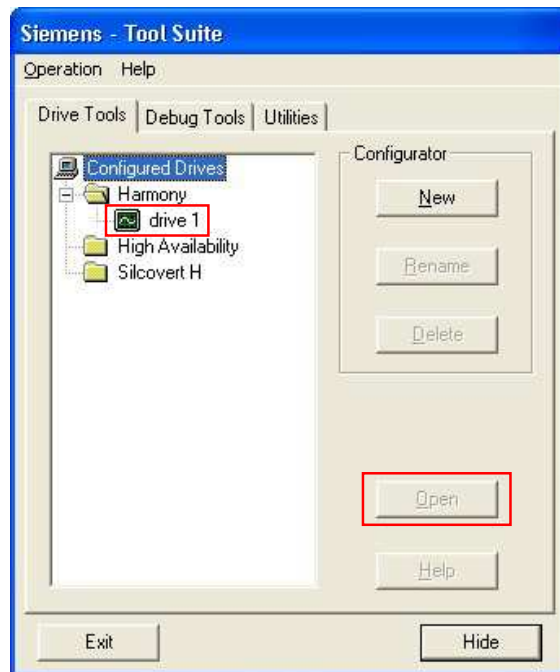 Siemens - Tool Suite
Operation Help
Drive Tools Debug Tools Utilities
Configured Drives
Harmony
drive 1
High Availability
Silcovert H
Configurator
New
Rename
Delete
Open
Help
Exit Hide